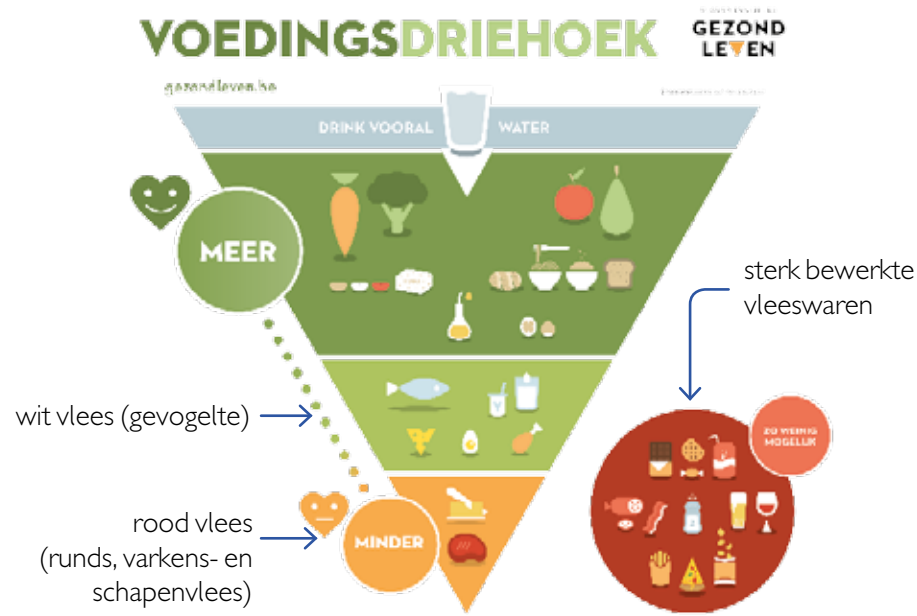 VOEDINGSDRIEHOEK
GEZOND
LEVEN
gezondleven.be
DRINK VOORAL WATER
MEER
sterk bewerkte
vleeswaren
wit vlees (gevogelte)
ZO WEINIG
MOGELIJK
rood vlees
(runds, varkens- en
schapenvlees)
MINDER